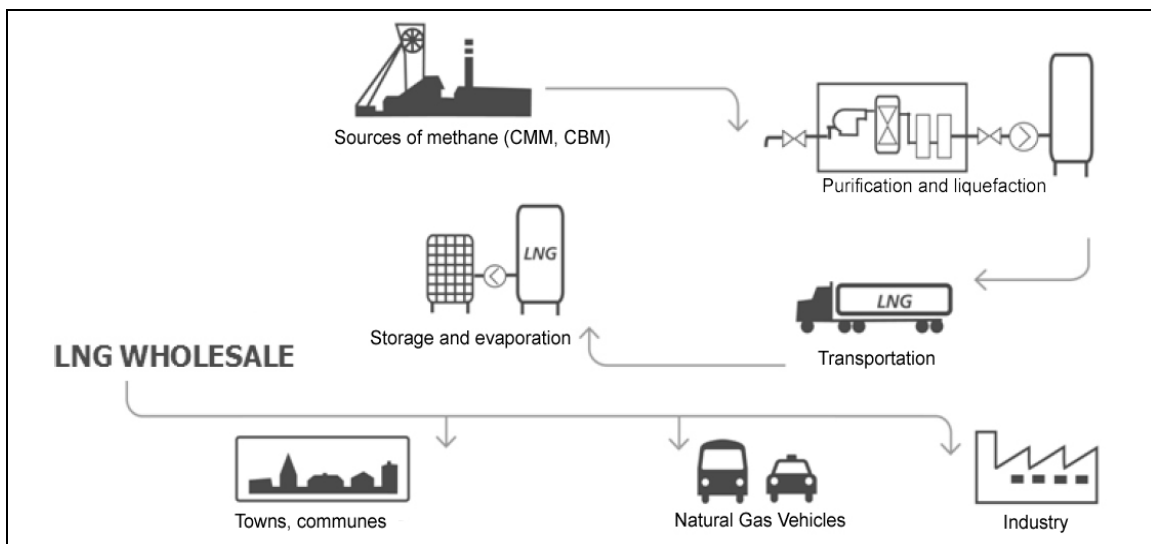 Sources of methane (CMM, CBM)
Purification and liquefaction
LNG
LNG
Storage and evaporation
Transportation
LNG WHOLESALE
Towns, communes
Natural Gas Vehicles
Industry